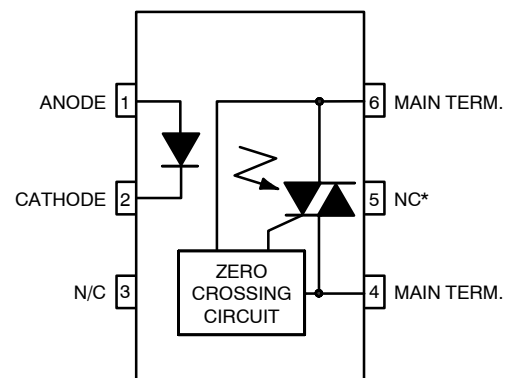 ANODE 1
CATHODE 2
N/C 3
6 MAIN TERM.
5 NC*
4 MAIN TERM.
ZERO
CROSSING
CIRCUIT